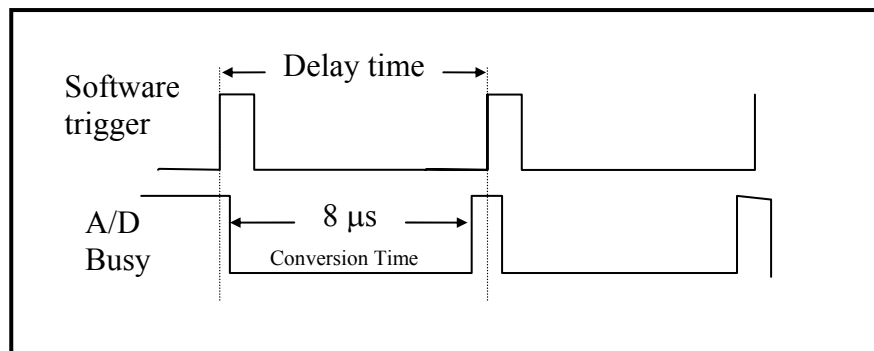 Delay time
Software
trigger
8 μs
A/D
Busy
Conversion Time